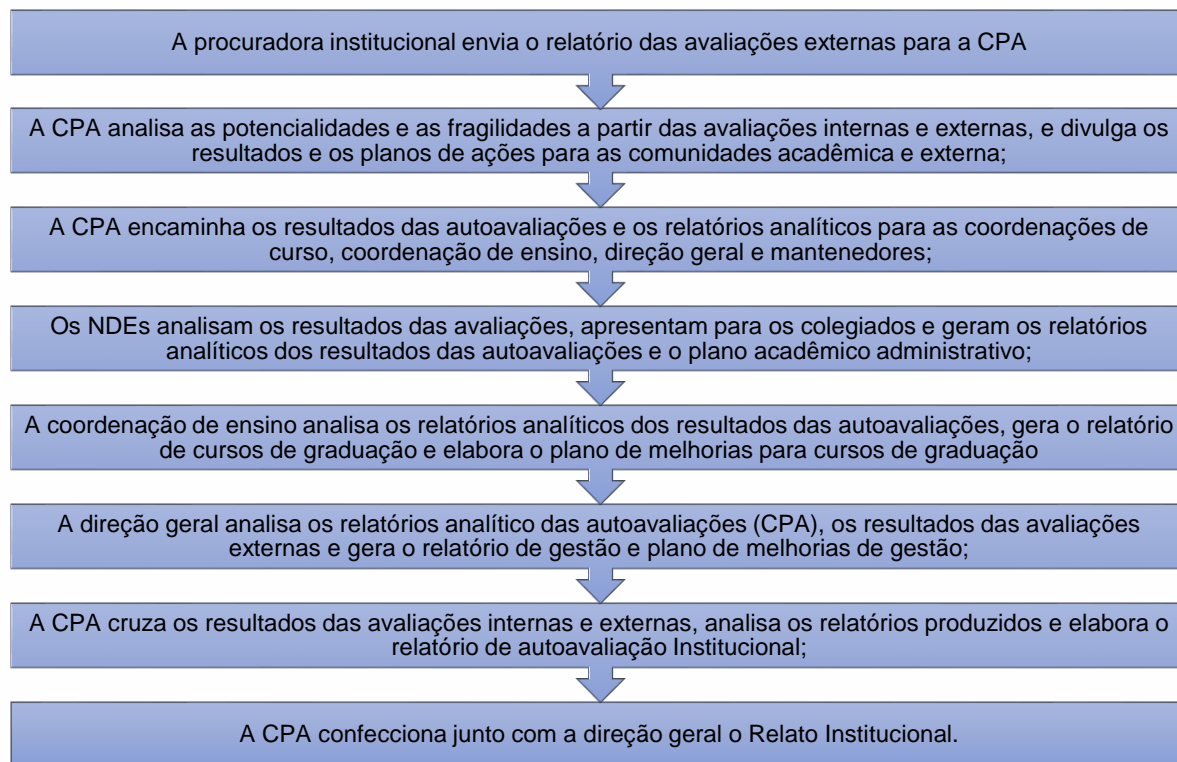 A procuradora institucional envia o relatório das avaliações externas para a CPA
A CPA analisa as potencialidades e as fragilidades a partir das avaliações internas e externas, e divulga os
resultados e os planos de ações para as comunidades acadêmica e externa;
A CPA encaminha os resultados das autoavaliações e os relatórios analíticos para as coordenações de
curso, coordenação de ensino, direção geral e mantenedores;
Os NDEs analisam os resultados das avaliações, apresentam para os colegiados e geram os relatórios
analíticos dos resultados das autoavaliações e o plano acadêmico administrativo;
A coordenação de ensino analisa os relatórios analíticos dos resultados das autoavaliações, gera o relatório
de cursos de graduação e elabora o plano de melhorias para cursos de graduação
A direção geral analisa os relatórios analítico das autoavaliações (CPA), os resultados das avaliações
externas e gera o relatório de gestão e plano de melhorias de gestão;
A CPA cruza os resultados das avaliações internas e externas, analisa os relatórios produzidos e elabora o
relatório de autoavaliação Institucional;
A CPA confecciona junto com a direção geral o Relato Institucional.